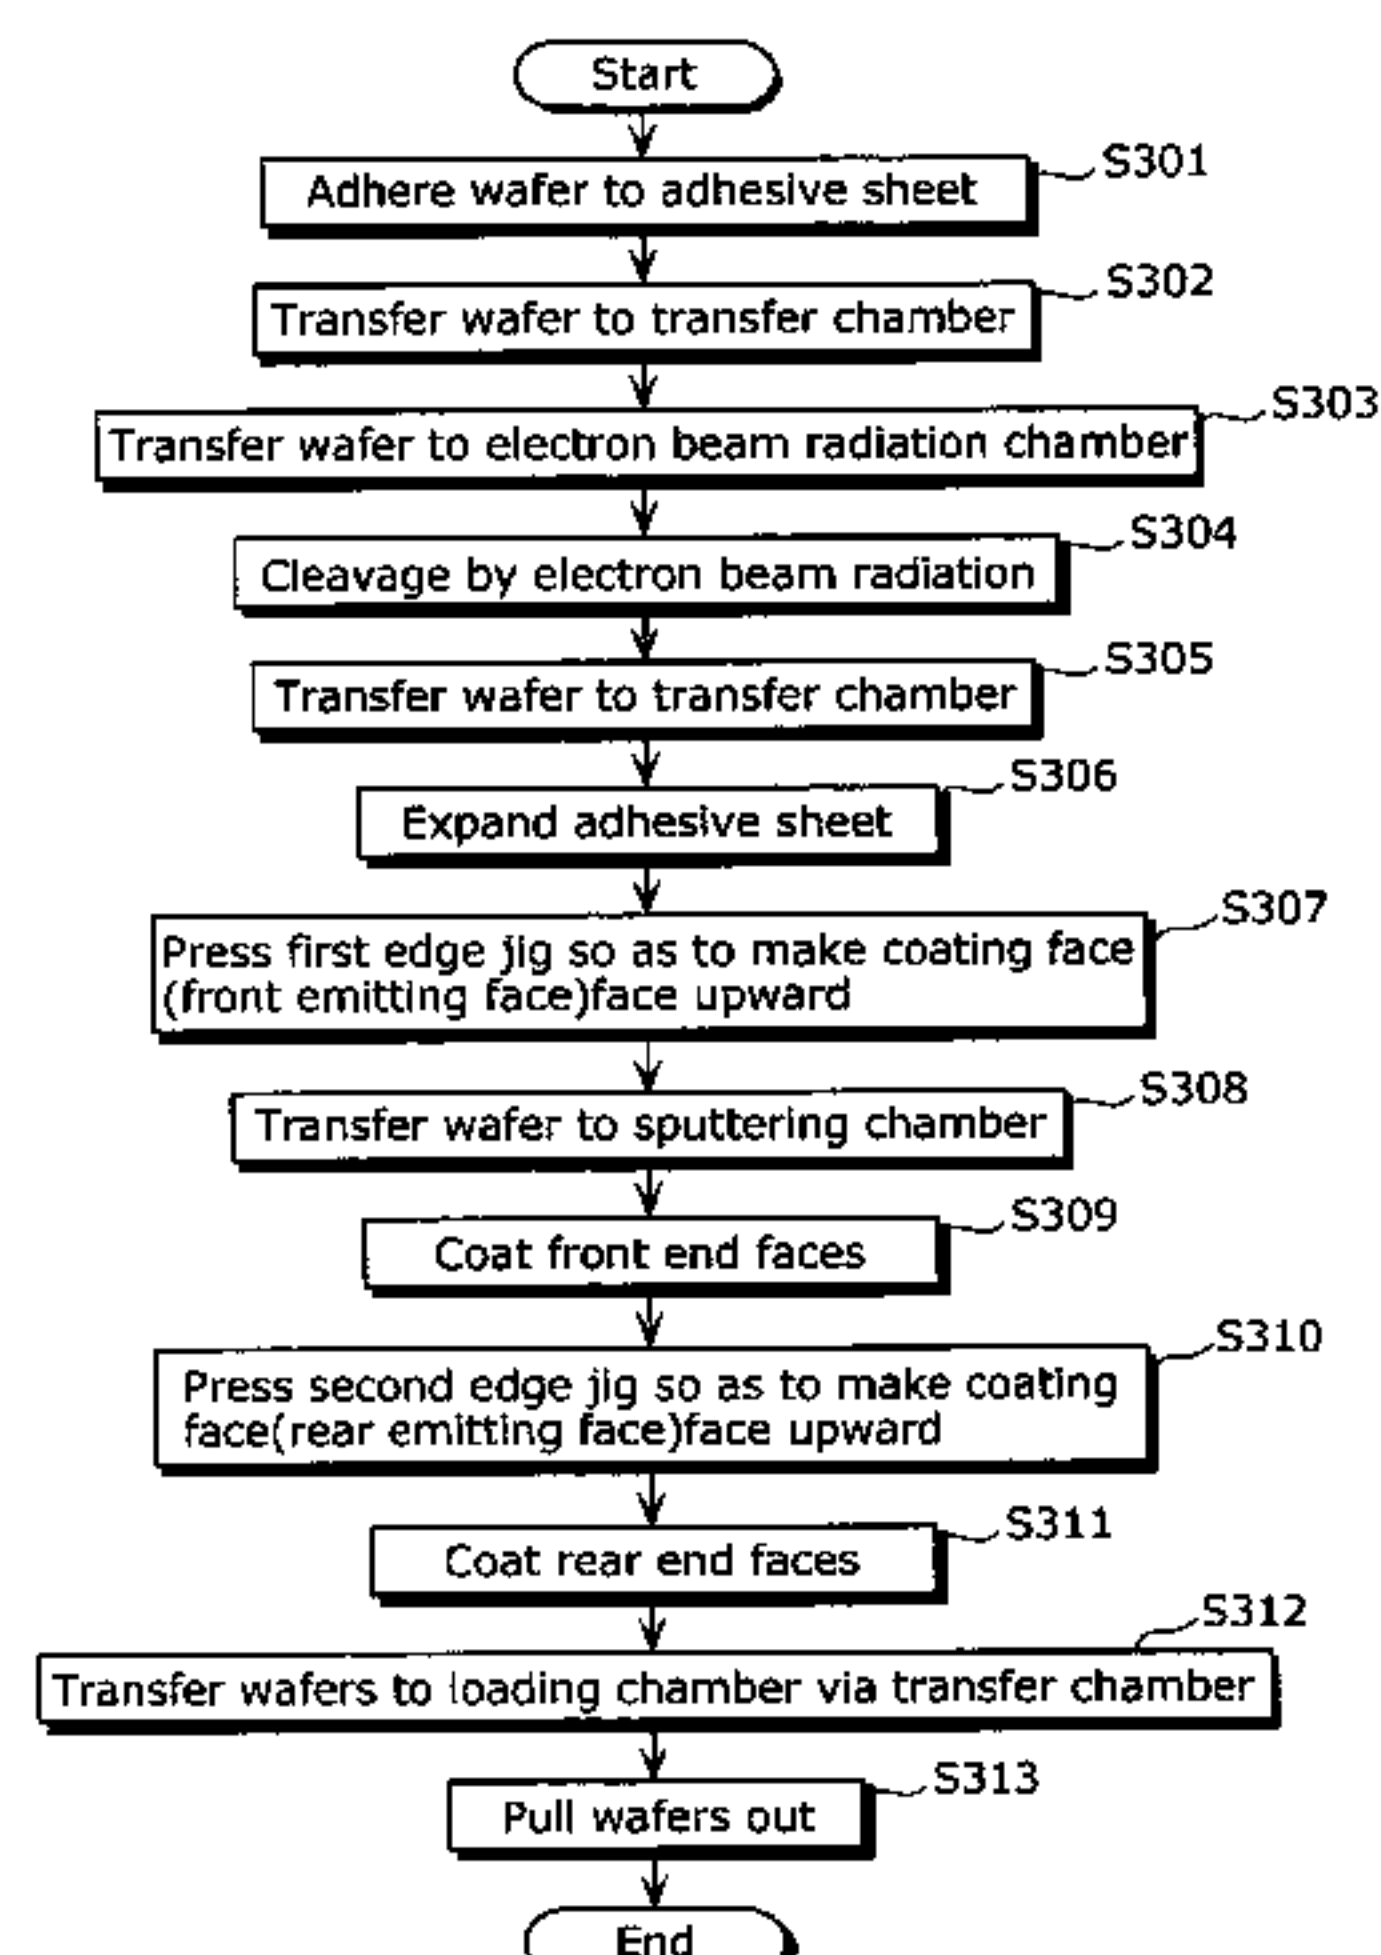 Start
Adhere wafer to adhesive sheet
S301
Transfer wafer to transfer chamber
S302
Transfer wafer to electron beam radiation chamber
S303
Cleavage by electron beam radiation
S304
Transfer wafer to transfer chamber
S305
Expand adhesive sheet
S306
Press first edge jig so as to make coating face
(front emitting face)face upward
S307
Transfer wafer to sputtering chamber
S308
Coat front end faces
S309
Press second edge jig so as to make coating
face(rear emitting face)face upward
S310
Coat rear end faces
S311
Transfer wafers to loading chamber via transfer chamber
S312
Pull wafers out
S313
End